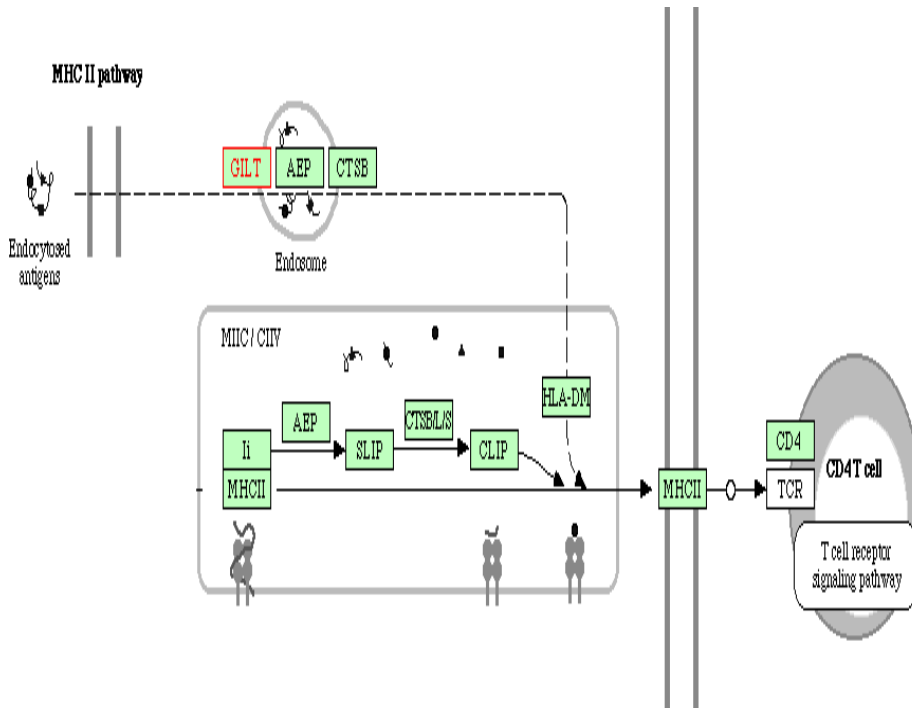 MHC II pathway
GILT
AEP
CTSB
Endocytosed
antigens
Endosome
MIIC / CIIV
HLA-DM
AEP
CTSB/L/S
Ii
SLIP
CLIP
MHCII
MHCII
CD4
TCR
CD4 T cell
T cell receptor
signaling pathway